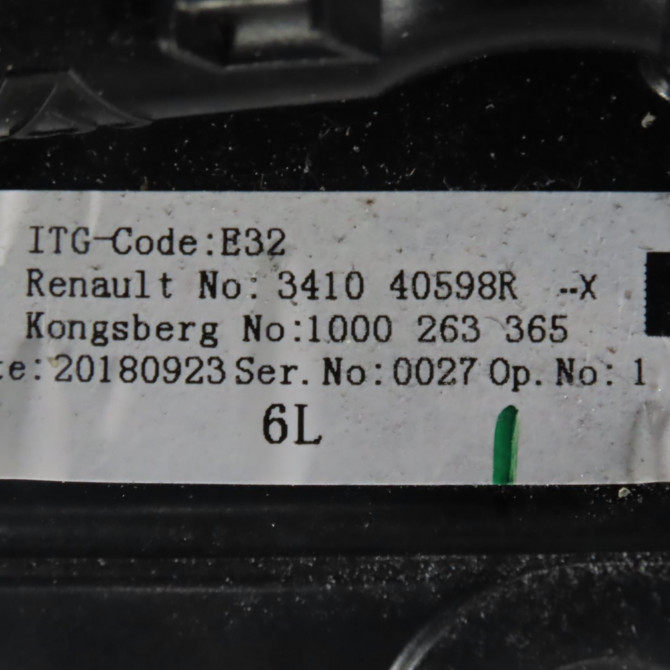 ITG-Code:E32
Renault No: 3410 40598R --X
Kongsberg No:1000 263 365
te:20180923 Ser.No:0027 Op.No: 1
6L